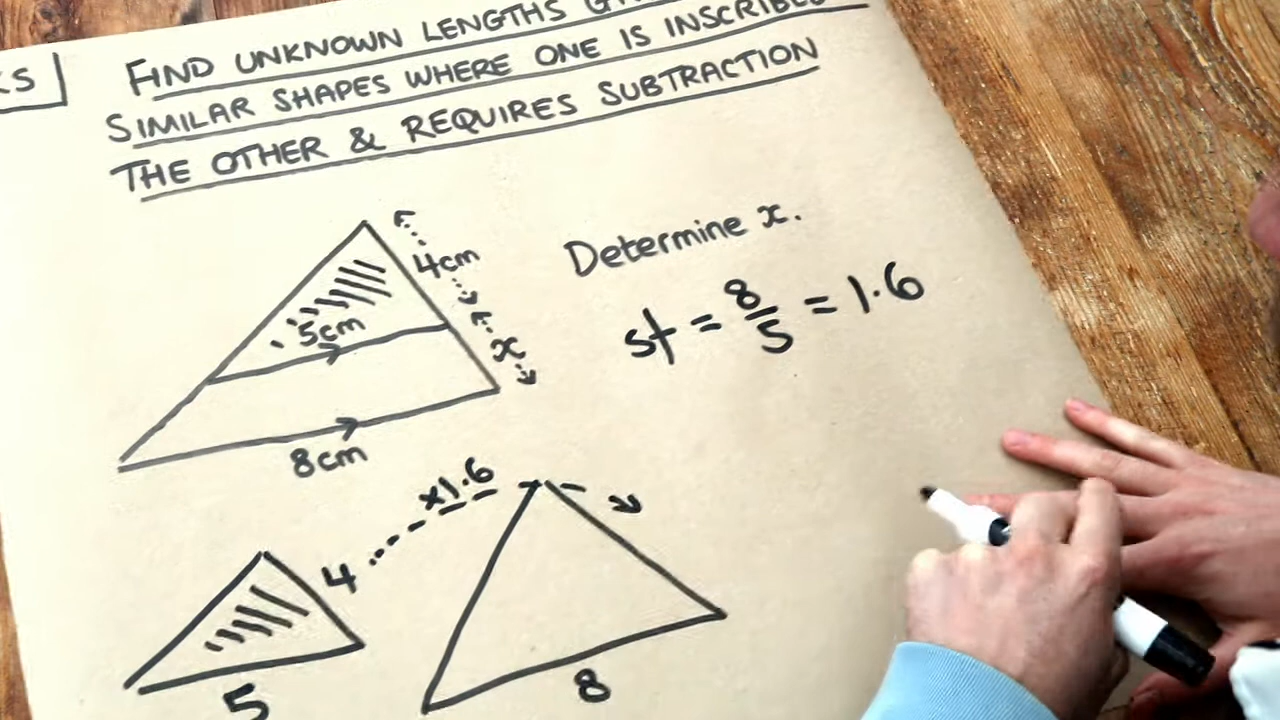 KS
FIND UNKNOWN LENGTHS
SIMILAR SHAPES WHERE ONE IS INSCRIBED
THE OTHER & REQUIRES SUBTRACTION
4cm
5cm
x
8cm
Determine x.
sf = 8/5 = 1.6
×1.6
4
5
8